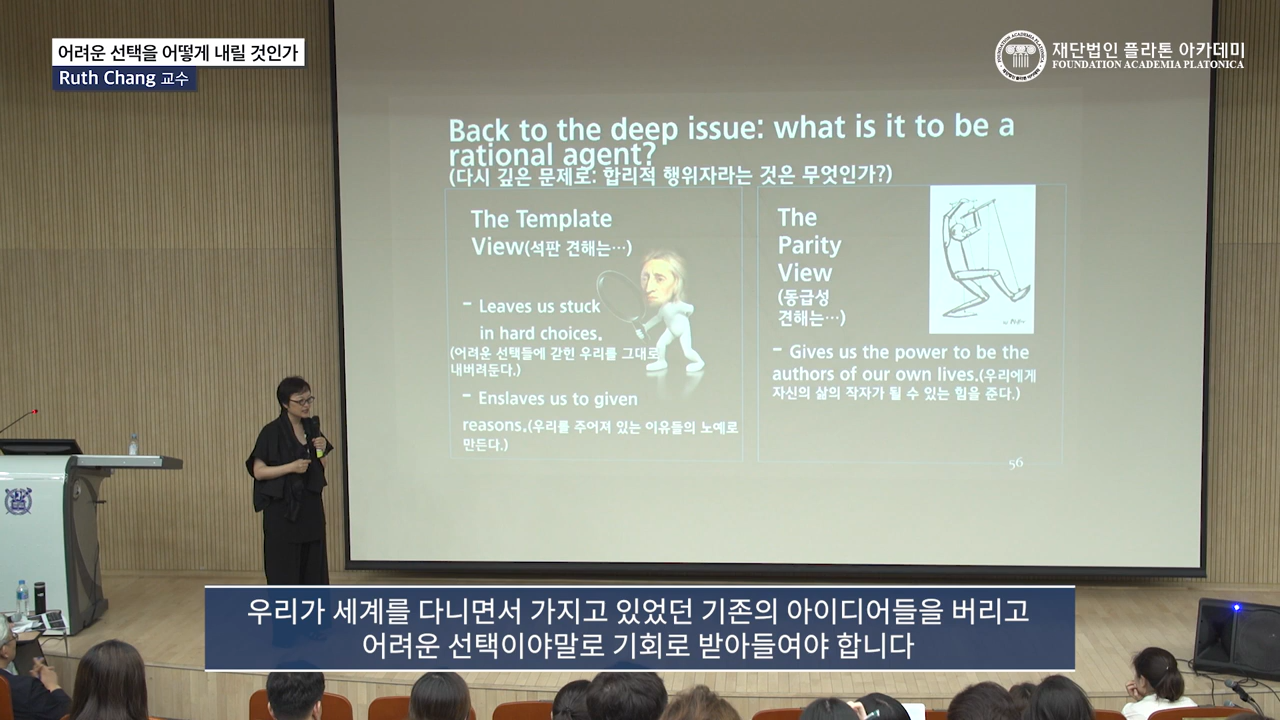 어려운 선택을 어떻게 내릴 것인가
Ruth Chang 교수
재단법인 플라톤 아카데미
FOUNDATION ACADEMIA PLATONICA
Back to the deep issue: what is it to be a
rational agent?
(다시 깊은 문제로: 합리적 행위자라는 것은 무엇인가?)
The Template
View(석판 견해는…)
- Leaves us stuck
in hard choices.
(어려운 선택들에 갇힌 우리를 그대로
내버려둔다.)
- Enslaves us to given
reasons.(우리를 주어져 있는 이유들의 노예로
만든다.)
The
Parity
View
(동급성
견해는…)
- Gives us the power to be the
authors of our own lives.(우리에게
자신의 삶의 작자가 될 수 있는 힘을 준다.)
56
우리가 세계를 다니면서 가지고 있었던 기존의 아이디어들을 버리고
어려운 선택이야말로 기회로 받아들여야 합니다